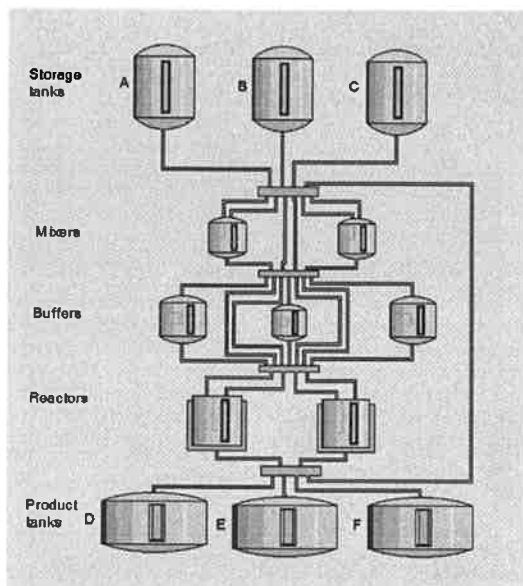 Storage
tanks
A
B
C
Mixers
Buffers
Reactors
Product
tanks
D
E
F